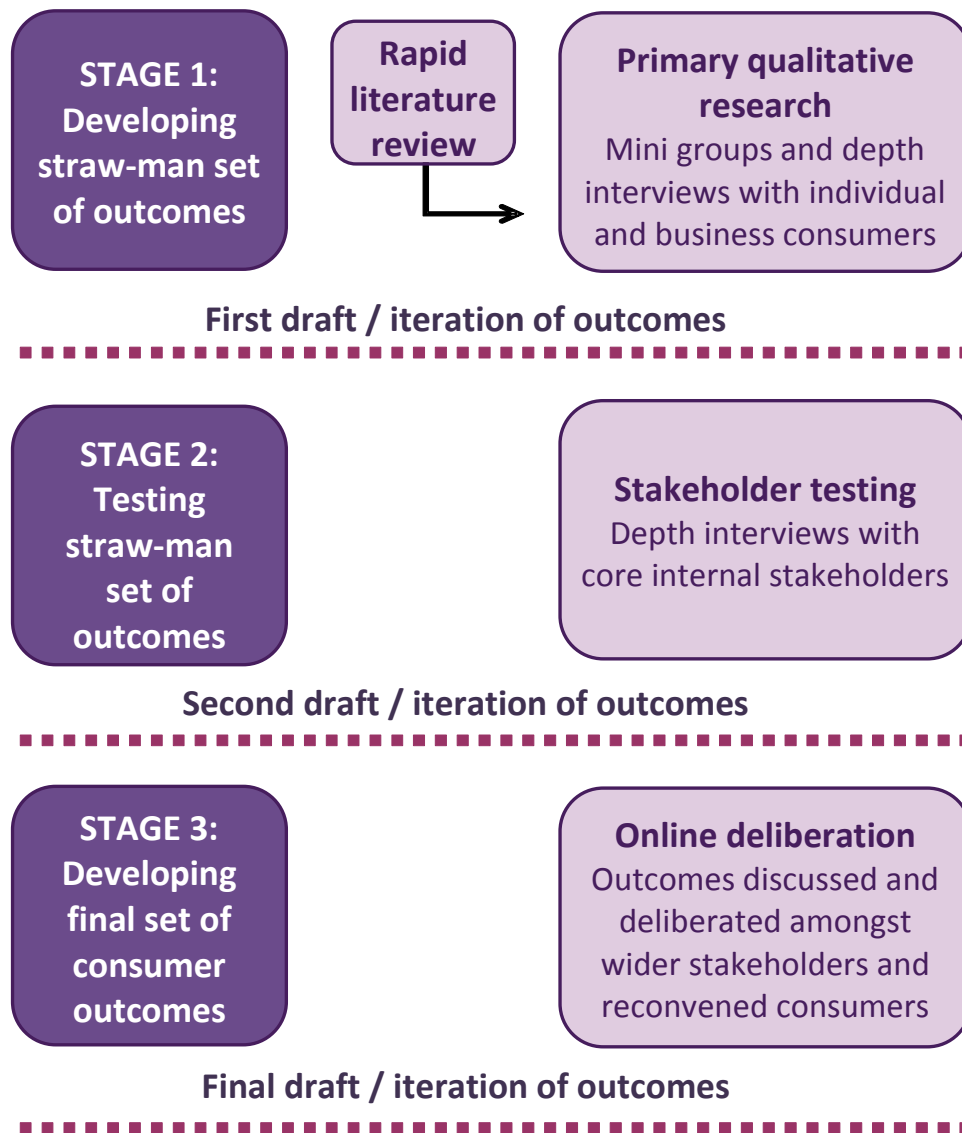 STAGE 1:
Developing
straw-man set
of outcomes
Rapid
literature
review
Primary qualitative
research
Mini groups and depth
interviews with individual
and business consumers
First draft / iteration of outcomes
STAGE 2:
Testing
straw-man
set of
outcomes
Stakeholder testing
Depth interviews with
core internal stakeholders
Second draft / iteration of outcomes
STAGE 3:
Developing
final set of
consumer
outcomes
Online deliberation
Outcomes discussed and
deliberated amongst
wider stakeholders and
reconvened consumers
Final draft / iteration of outcomes